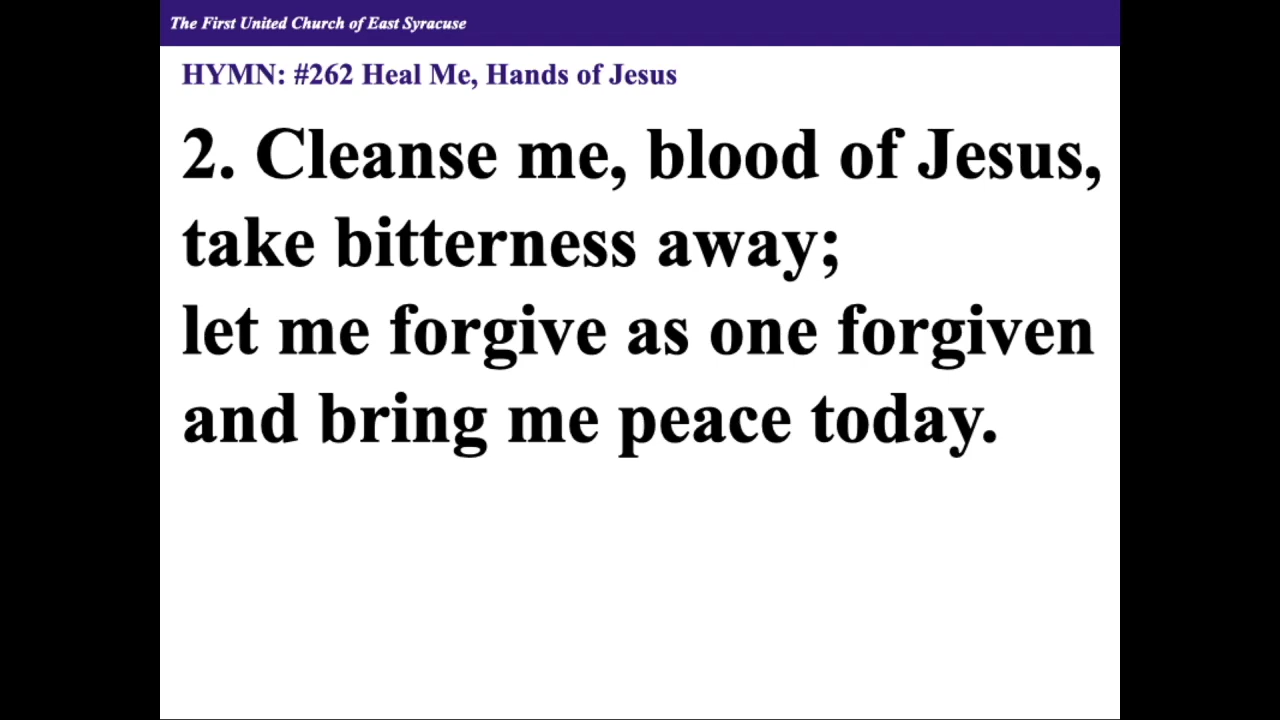 The First United Church of East Syracuse
HYMN: #262 Heal Me, Hands of Jesus
2. Cleanse me, blood of Jesus,
take bitterness away;
let me forgive as one forgiven
and bring me peace today.